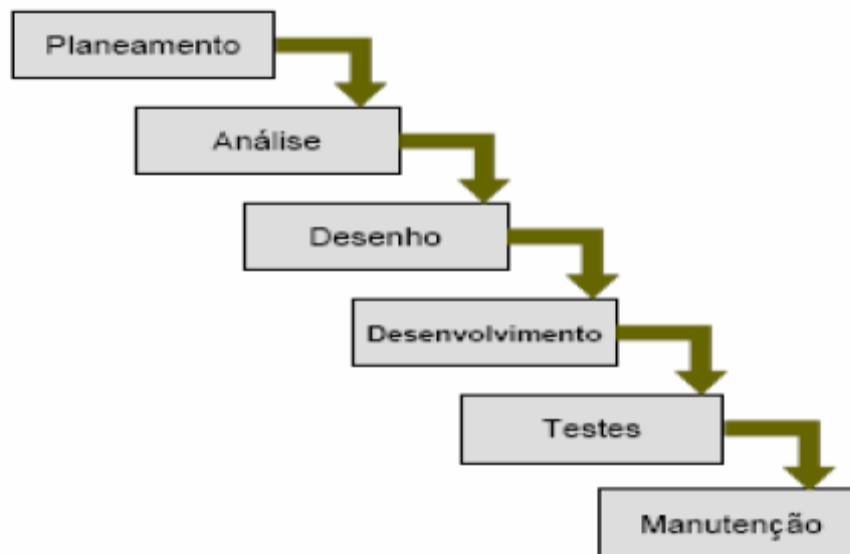 Planeamento
Análise
Desenho
Desenvolvimento
Testes
Manutenção